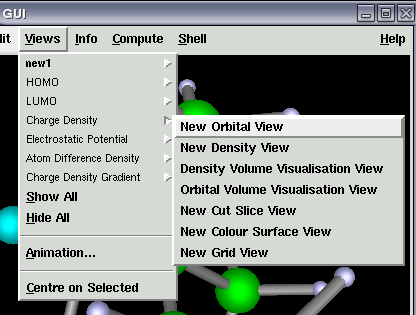 GUI
dit Views Info Compute Shell Help
new1
HOMO
LUMO
Charge Density
Electrostatic Potential
Atom Difference Density
Charge Density Gradient
Show All
Hide All
Animation...
Centre on Selected
New Orbital View
New Density View
Density Volume Visualisation View
Orbital Volume Visualisation View
New Cut Slice View
New Colour Surface View
New Grid View